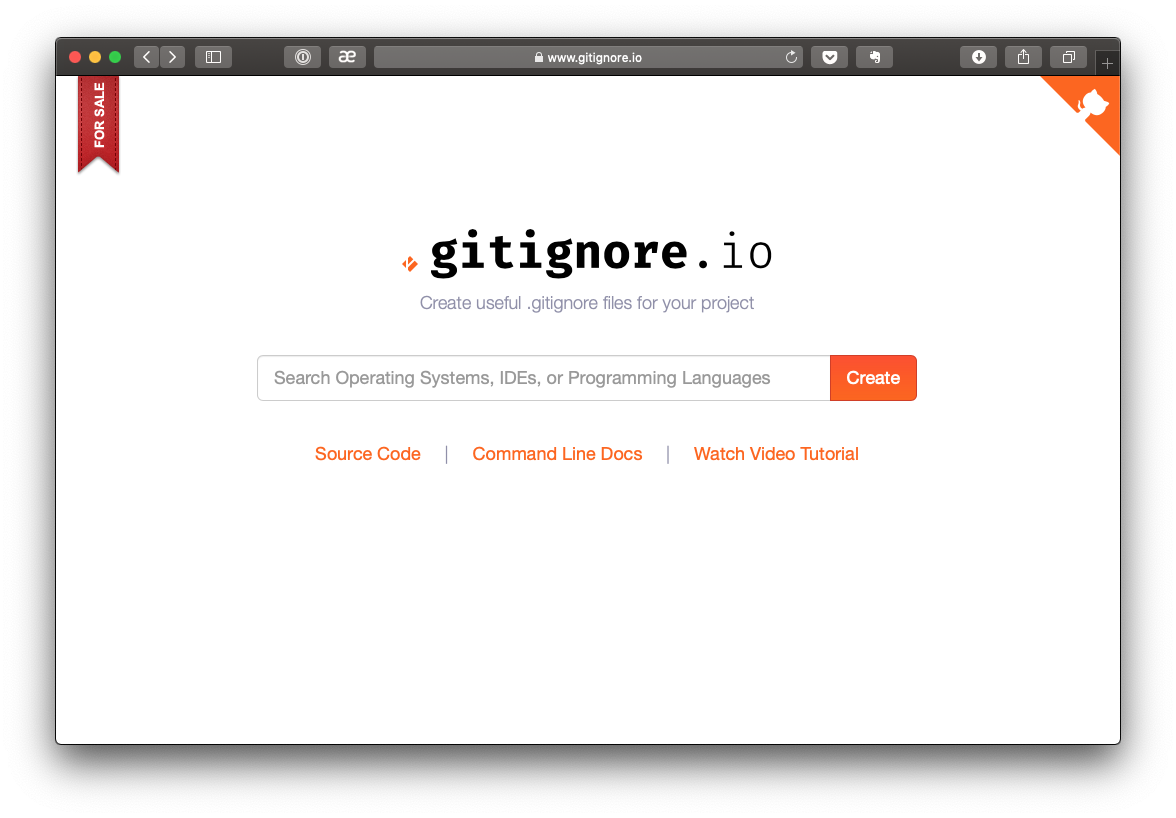 www.gitignore.io
FOR SALE
.gitignore.io
Create useful .gitignore files for your project
Search Operating Systems, IDEs, or Programming Languages
Create
Source Code | Command Line Docs | Watch Video Tutorial